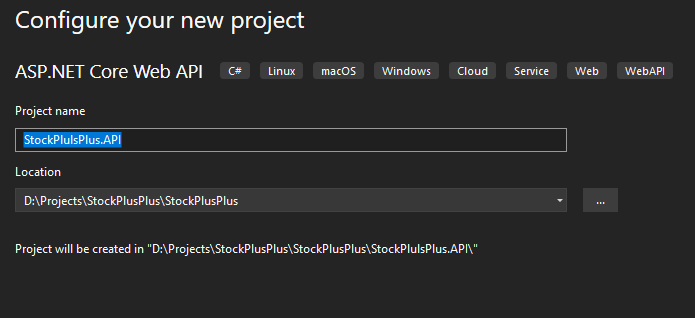 Configure your new project
ASP.NET Core Web API C# Linux macOS Windows Cloud Service Web WebAPI
Project name
StockPlulsPlus.API
Location
D:\Projects\StockPlusPlus\StockPlusPlus
...
Project will be created in "D:\Projects\StockPlusPlus\StockPlusPlus\StockPlulsPlus.API\"